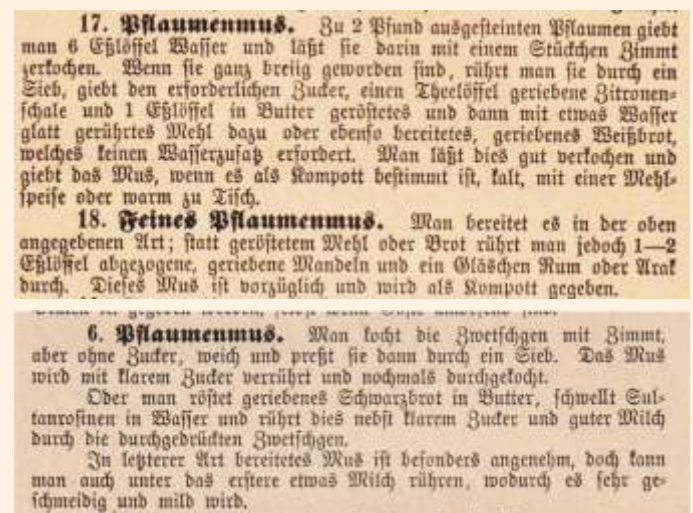 17. Pflaumenmus. Zu 2 Pfund ausgesteinten Pflaumen giebt
man 6 Eßlöffel Wasser und läßt sie darin mit einem Stückchen Zimmt
zerkochen. Wenn sie ganz breiig geworden sind, rührt man sie durch ein
Sieb, giebt den erforderlichen Zucker, einen Theelöffel geriebene Zitronen=
schale und 1 Eßlöffel in Butter geröstetes und dann mit etwas Wasser
glatt gerührtes Mehl dazu oder ebenso bereitetes, geriebenes Weißbrot,
welches keinen Wasserzusatz erfordert. Man läßt dies gut verkochen und
giebt das Mus, wenn es als Kompott bestimmt ist, kalt, mit einer Mehl=
speise oder warm zu Tisch.
18. Feines Pflaumenmus. Man bereitet es in der oben
angegebenen Art; statt geröstetem Mehl oder Brot rührt man jedoch 1—2
Eßlöffel abgezogene, geriebene Mandeln und ein Gläschen Rum oder Arak
durch. Dieses Mus ist vorzüglich und wird als Kompott gegeben.
6. Pflaumenmus. Man kocht die Zwetschgen mit Zimmt,
aber ohne Zucker, weich und preßt sie dann durch ein Sieb. Das Mus
wird mit klarem Zucker verrührt und nochmals durchgekocht.
Oder man röstet geriebenes Schwarzbrot in Butter, schwellt Sul=
tanrosinen in Wasser und rührt dies nebst klarem Zucker und guter Milch
durch die durchgedrückten Zwetschgen.
In letzterer Art bereitetes Mus ist besonders angenehm, doch kann
man auch unter das erstere etwas Milch rühren, wodurch es sehr ge=
schmeidig und mild wird.